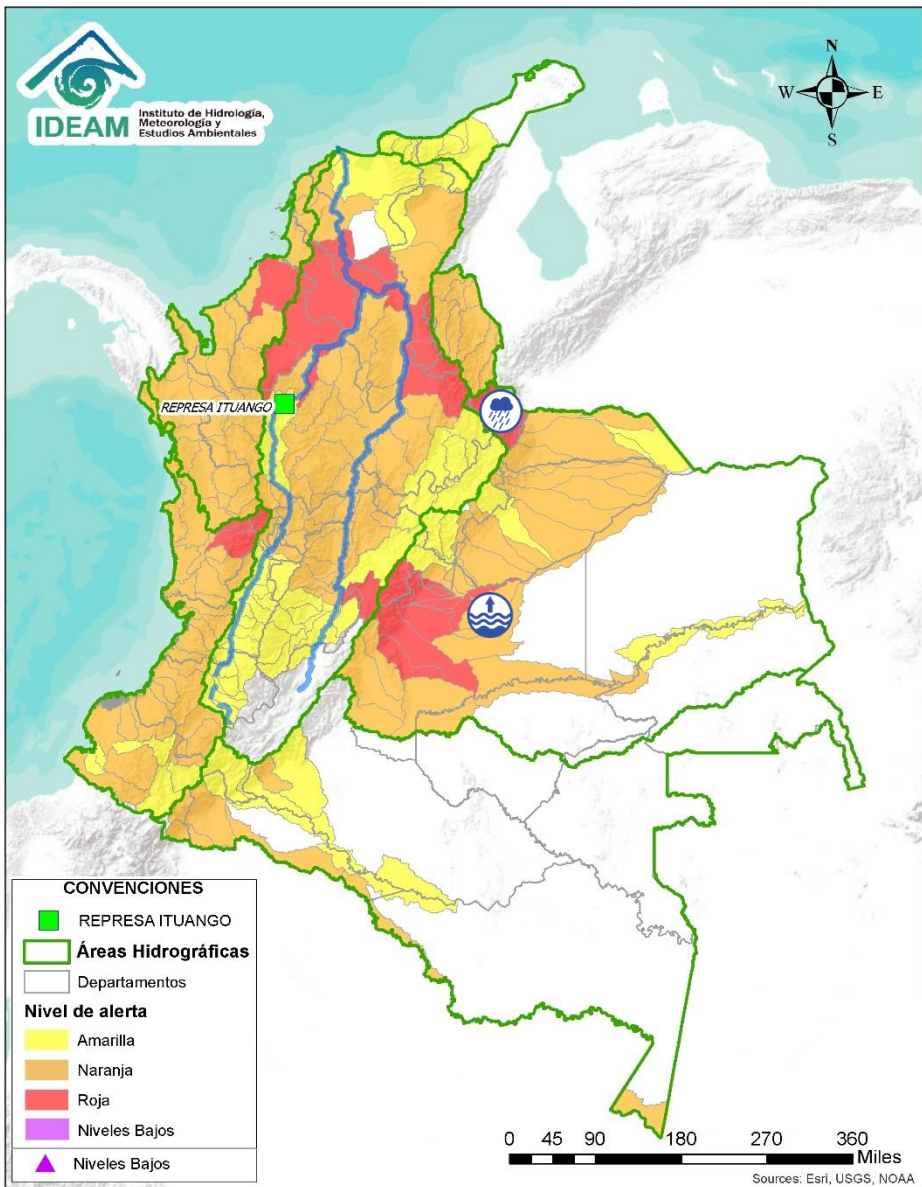 IDEAM
Instituto de Hidrología,
Meteorología y
Estudios Ambientales
N
W E
S
REPRESA ITUANGO
CONVENCIONES
REPRESA ITUANGO
Áreas Hidrográficas
Departamentos
Nivel de alerta
Amarilla
Naranja
Roja
Niveles Bajos
Niveles Bajos
0 45 90 180 270 360
Miles
Sources: Esri, USGS, NOAA